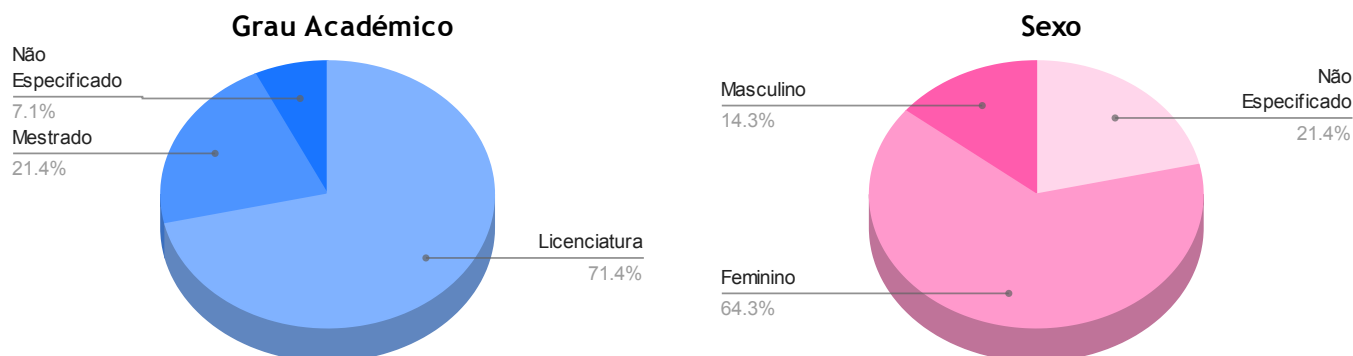 Grau Académico
Não
Especificado
7.1%
Mestrado
21.4%
Licenciatura
71.4%
Sexo
Masculino
14.3%
Não
Especificado
21.4%
Feminino
64.3%